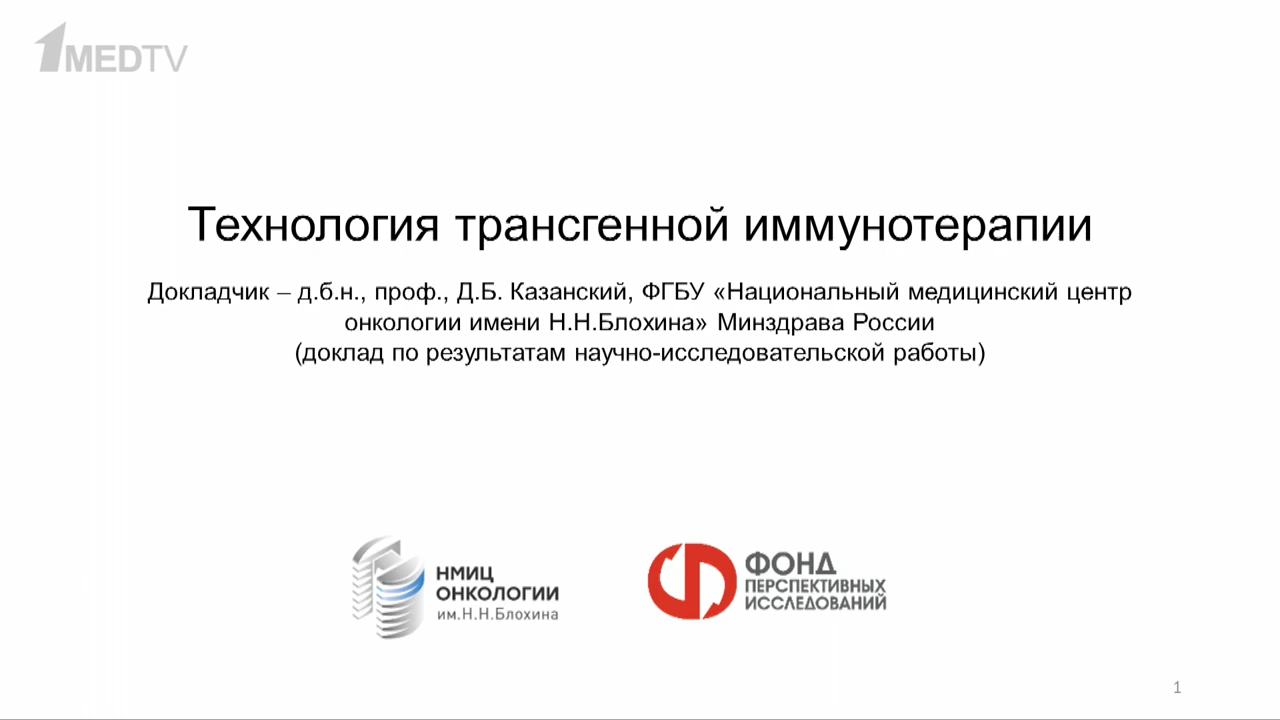 1MEDTV
Технология трансгенной иммунотерапии
Докладчик – д.б.н., проф., Д.Б. Казанский, ФГБУ «Национальный медицинский центр
онкологии имени Н.Н.Блохина» Минздрава России
(доклад по результатам научно-исследовательской работы)
НМИЦ
ОНКОЛОГИИ
им.Н.Н.Блохина
ФОНД
ПЕРСПЕКТИВНЫХ
ИССЛЕДОВАНИЙ
1